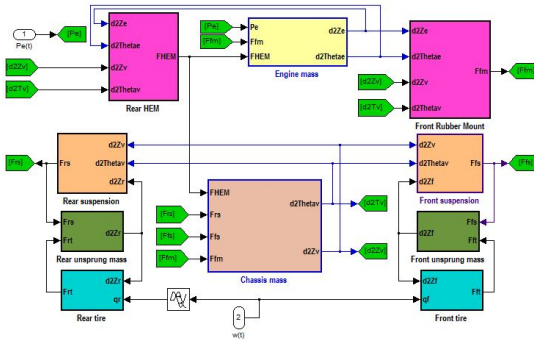 1
Pe(t)
[Pe]
[d2Zv]
[d2Tv]
d2Ze
d2Thetae
d2Zv
d2Thetav
FHEM
Rear HEM
[Pe]
[Ffm]
Pe
Ffm
FHEM
d2Ze
d2Thetae
Engine mass
[d2Zv]
[d2Tv]
d2Ze
d2Thetae
d2Zv
d2Thetav
Ffm
[Ffm]
Front Rubber Mount
[Frs]
Frs
d2Zv
d2Thetav
d2Zr
Rear suspension
Frs
Frt
d2Zr
Rear unsprung mass
Frt
d2Zr
qr
Rear tire
[Frs]
[Ffs]
[Ffm]
FHEM
Frs
Ffs
Ffm
d2Thetav
d2Zv
Chassis mass
[d2Tv]
[d2Zv]
d2Zv
d2Thetav
d2Zf
Ffs
[Ffs]
Front suspension
d2Zf
Ffs
Fft
Front unsprung mass
d2Zf
qf
Fft
Front tire
2
w(t)